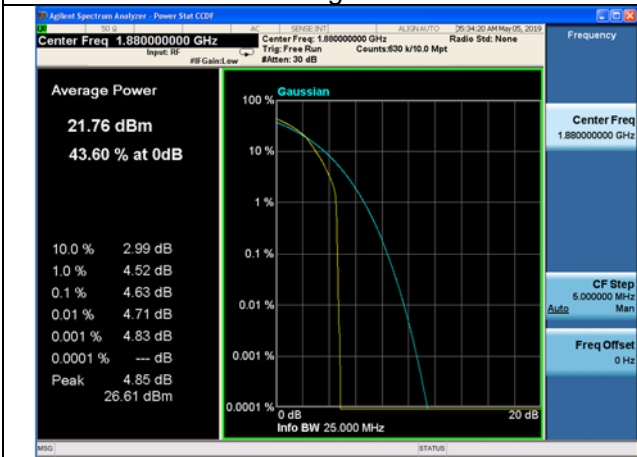 Agilent Spectrum Analyzer - Power Stat CCDF
50 Ω AC SENSE:INT ALIGNAUTO 05:34:20 AM May 05, 2019
Center Freq 1.880000000 GHz Center Freq: 1.880000000 GHz Radio Std: None
Input: RF Trig: Free Run Counts:630 k/10.0 Mpt
#IFGain:Low #Atten: 30 dB
Frequency
Average Power
21.76 dBm
43.60 % at 0dB
10.0 % 2.99 dB
1.0 % 4.52 dB
0.1 % 4.63 dB
0.01 % 4.71 dB
0.001 % 4.83 dB
0.0001 % --- dB
Peak 4.85 dB
26.61 dBm
Gaussian
100 %
10 %
1 %
0.1 %
0.01 %
0.001 %
0.0001 %
0 dB 20 dB
Info BW 25.000 MHz
Center Freq
1.880000000 GHz
CF Step
5.000000 MHz
Auto Man
Freq Offset
0 Hz
MSG STATUS